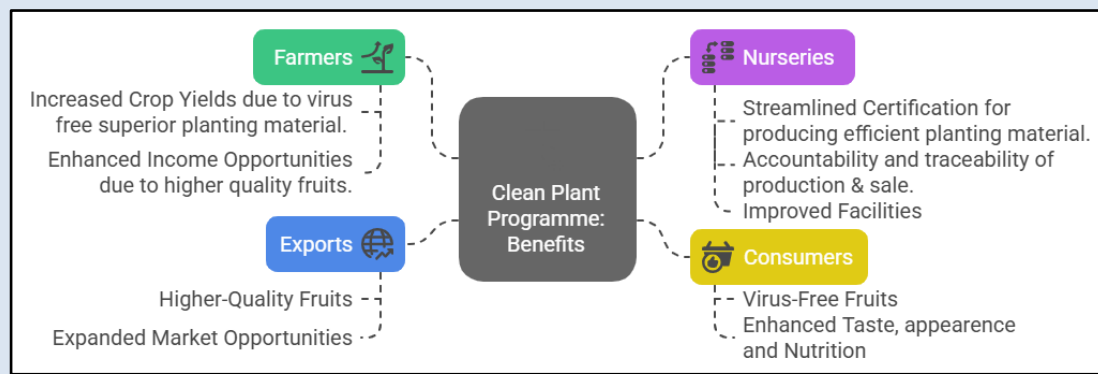 Farmers
Increased Crop Yields due to virus
free superior planting material.
Enhanced Income Opportunities
due to higher quality fruits.
Exports
Higher-Quality Fruits
Expanded Market Opportunities
Clean Plant
Programme:
Benefits
Nurseries
Streamlined Certification for
producing efficient planting material.
Accountability and traceability of
production & sale.
Improved Facilities
Consumers
Virus-Free Fruits
Enhanced Taste, appearence
and Nutrition